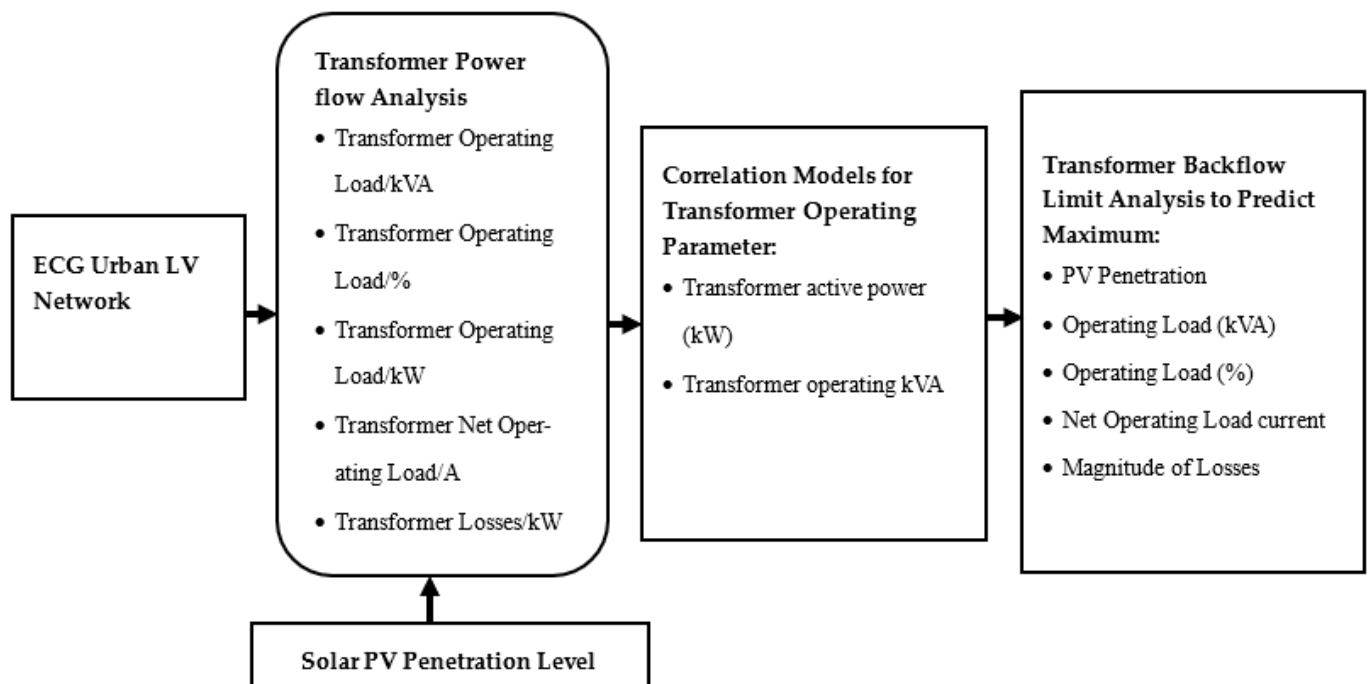 ECG Urban LV
Network
Transformer Power
flow Analysis
• Transformer Operating
Load/kVA
• Transformer Operating
Load/%
• Transformer Operating
Load/kW
• Transformer Net Oper-
ating Load/A
• Transformer Losses/kW
Solar PV Penetration Level
Correlation Models for
Transformer Operating
Parameter:
• Transformer active power
(kW)
• Transformer operating kVA
Transformer Backflow
Limit Analysis to Predict
Maximum:
• PV Penetration
• Operating Load (kVA)
• Operating Load (%)
• Net Operating Load current
• Magnitude of Losses